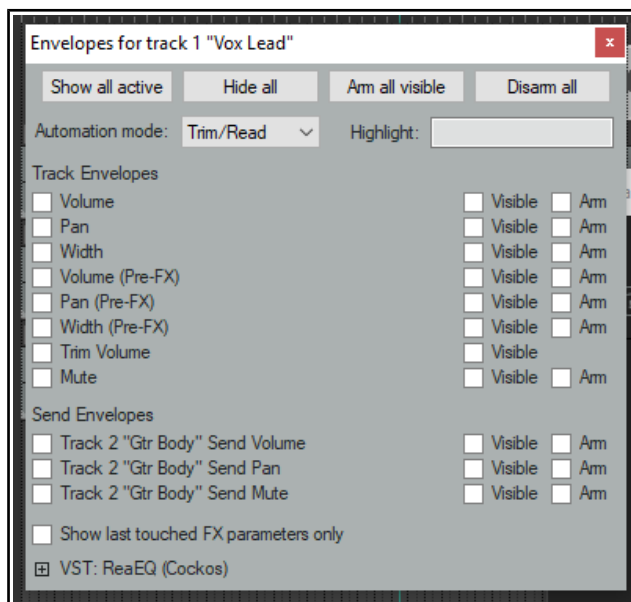 Envelopes for track 1 "Vox Lead" x
Show all active Hide all Arm all visible Disarm all
Automation mode: Trim/Read Highlight:
Track Envelopes
Volume Visible Arm
Pan Visible Arm
Width Visible Arm
Volume (Pre-FX) Visible Arm
Pan (Pre-FX) Visible Arm
Width (Pre-FX) Visible Arm
Trim Volume Visible
Mute Visible Arm
Send Envelopes
Track 2 "Gtr Body" Send Volume Visible Arm
Track 2 "Gtr Body" Send Pan Visible Arm
Track 2 "Gtr Body" Send Mute Visible Arm
Show last touched FX parameters only
VST: ReaEQ (Cockos)